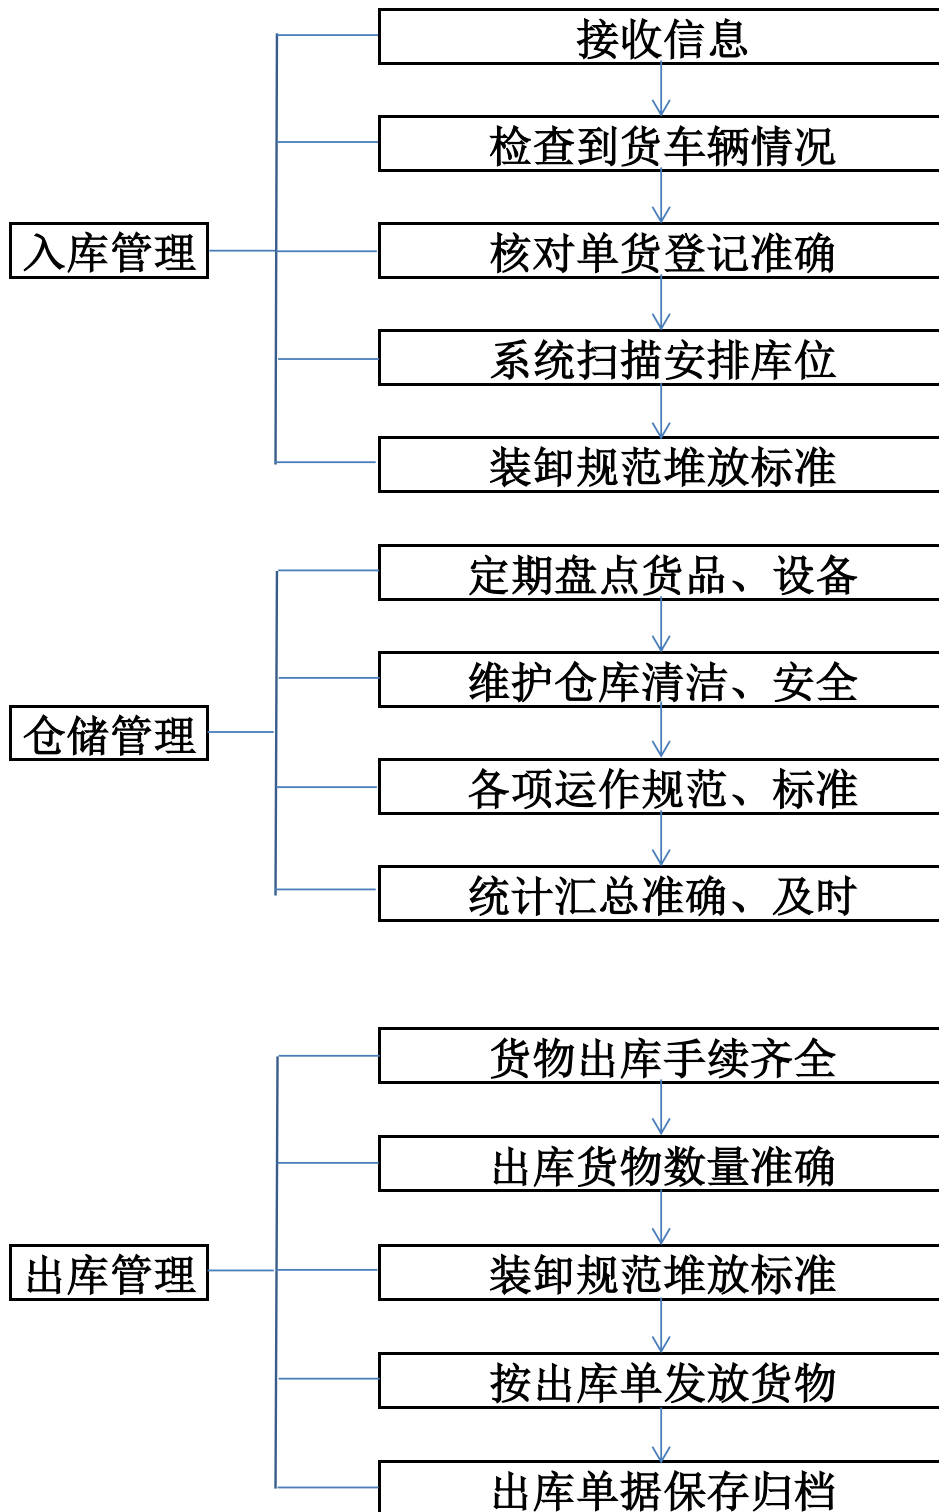 入库管理
接收信息
检查到货车辆情况
核对单货登记准确
系统扫描安排库位
装卸规范堆放标准
仓储管理
定期盘点货品、设备
维护仓库清洁、安全
各项运作规范、标准
统计汇总准确、及时
出库管理
货物出库手续齐全
出库货物数量准确
装卸规范堆放标准
按出库单发放货物
出库单据保存归档